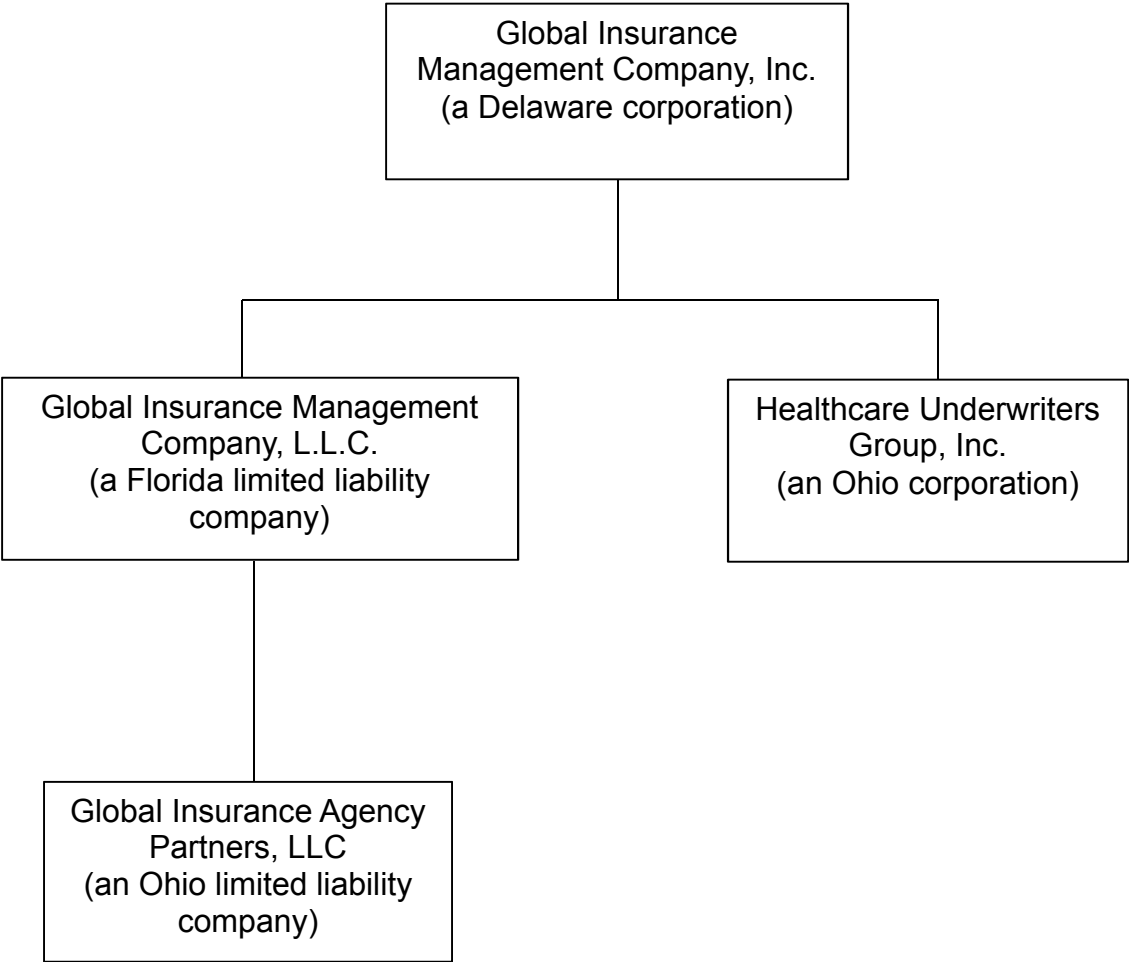 Global Insurance
Management Company, Inc.
(a Delaware corporation)
Global Insurance Management
Company, L.L.C.
(a Florida limited liability
company)
Healthcare Underwriters
Group, Inc.
(an Ohio corporation)
Global Insurance Agency
Partners, LLC
(an Ohio limited liability
company)